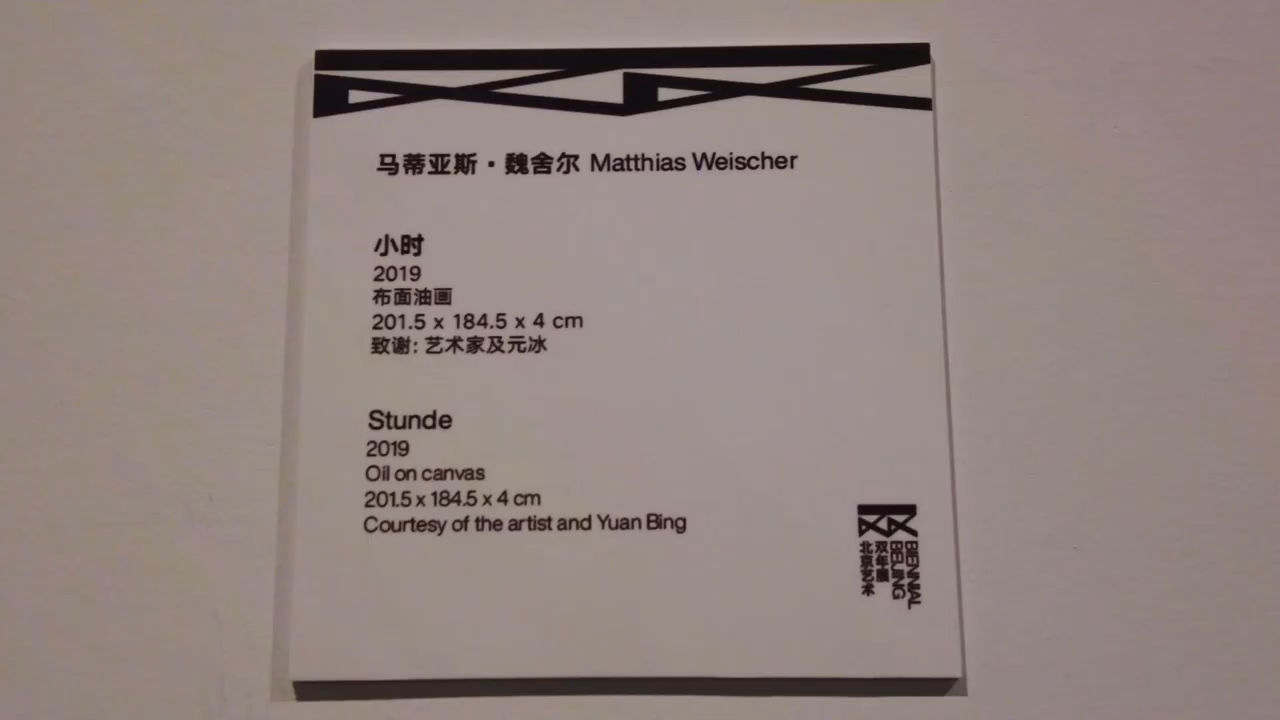 马蒂亚斯·魏舍尔 Matthias Weischer
小时
2019
布面油画
201.5 x 184.5 x 4 cm
致谢: 艺术家及元冰
Stunde
2019
Oil on canvas
201.5 x 184.5 x 4 cm
Courtesy of the artist and Yuan Bing
北京艺术
双年展
BEIJING
BIENNIAL